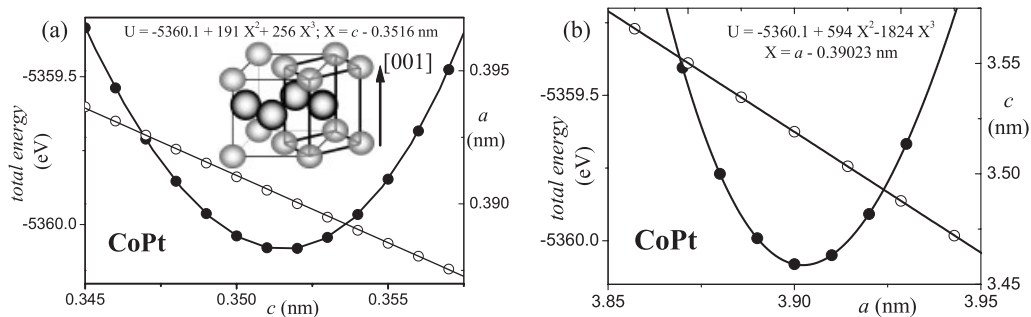 (a)
U = -5360.1 + 191 X²+ 256 X³; X= c - 0.3516 nm
[001]
-5359.5
-5360.0
total energy
(eV)
0.395
0.390
a
(nm)
CoPt
0.345
0.350
0.355
c (nm)
(b)
U = -5360.1 + 594 X²-1824 X³
X = a - 0.39023 nm
-5359.5
-5360.0
total energy
(eV)
3.55
3.50
3.45
c
(nm)
CoPt
3.85
3.90
3.95
a (nm)